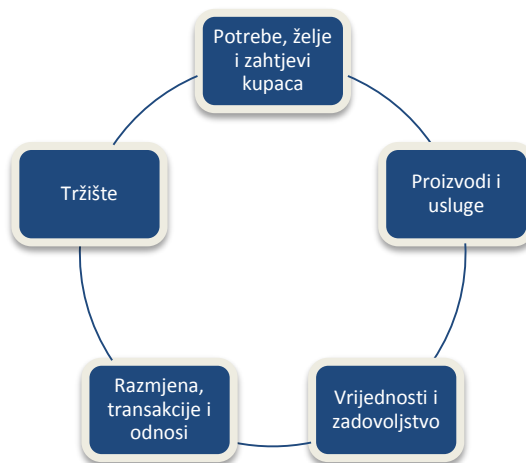 Potrebe, želje
i zahtjevi
kupaca
Proizvodi i
usluge
Vrijednosti i
zadovoljstvo
Razmjena,
transakcije i
odnosi
Tržište